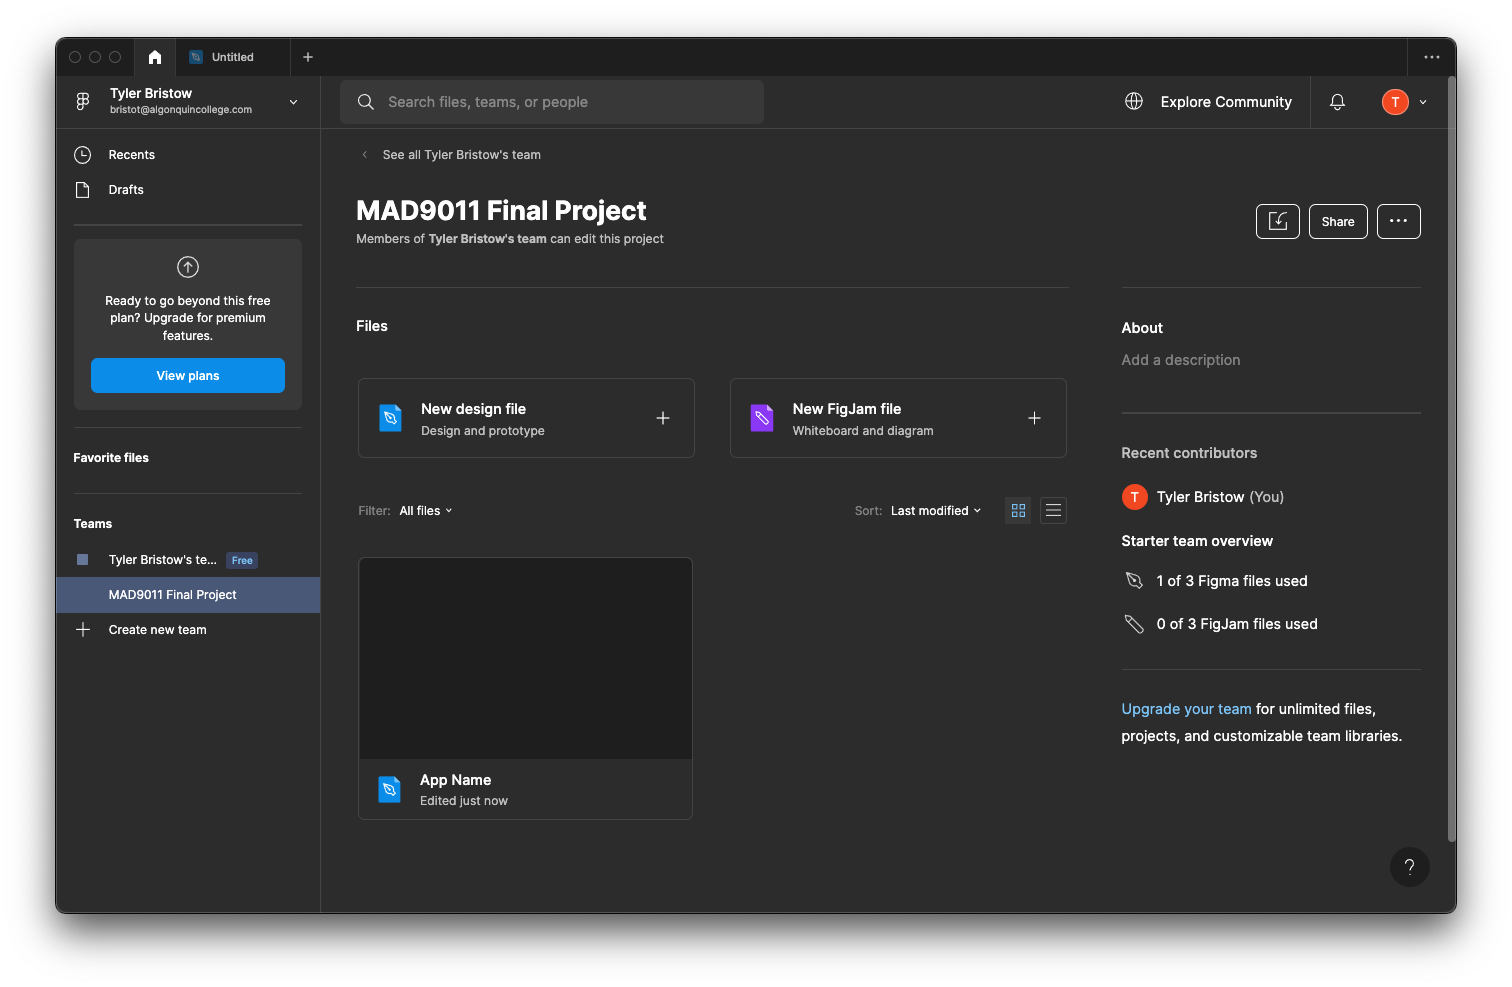 Untitled
Tyler Bristow
bristot@algonquincollege.com
Search files, teams, or people
Explore Community
T
Recents
Drafts
Ready to go beyond this free
plan? Upgrade for premium
features.
View plans
Favorite files
Teams
Tyler Bristow's te...
Free
MAD9011 Final Project
Create new team
See all Tyler Bristow's team
MAD9011 Final Project
Members of Tyler Bristow's team can edit this project
Share
Files
New design file
Design and prototype
New FigJam file
Whiteboard and diagram
Filter: All files
Sort: Last modified
App Name
Edited just now
About
Add a description
Recent contributors
T
Tyler Bristow (You)
Starter team overview
1 of 3 Figma files used
0 of 3 FigJam files used
Upgrade your team for unlimited files,
projects, and customizable team libraries.
?